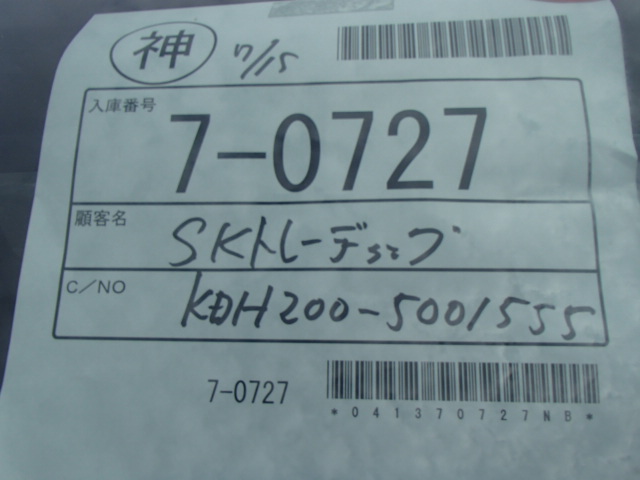 神 7/15
入庫番号
7-0727
顧客名
SKトレーディング
C/NO
KDH200-5001555
7-0727
*041370727NB*